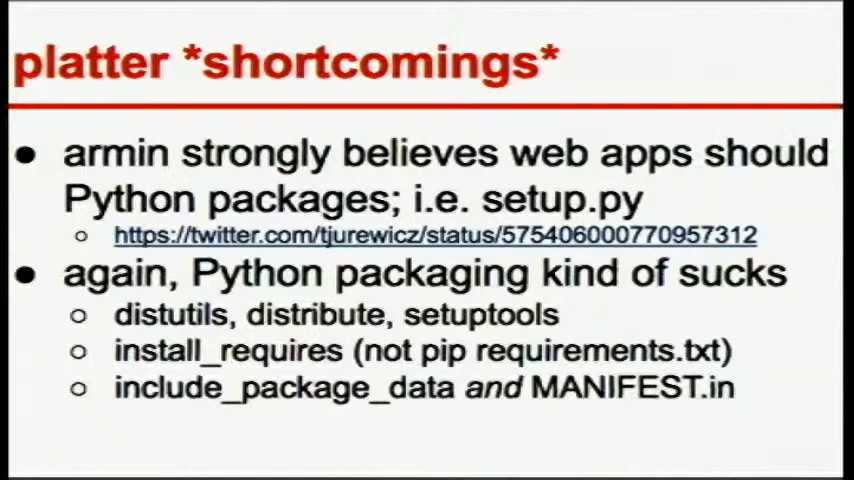 platter *shortcomings*
● armin strongly believes web apps should
Python packages; i.e. setup.py
○ https://twitter.com/tjurewicz/status/575406000770957312
● again, Python packaging kind of sucks
○ distutils, distribute, setuptools
○ install_requires (not pip requirements.txt)
○ include_package_data and MANIFEST.in